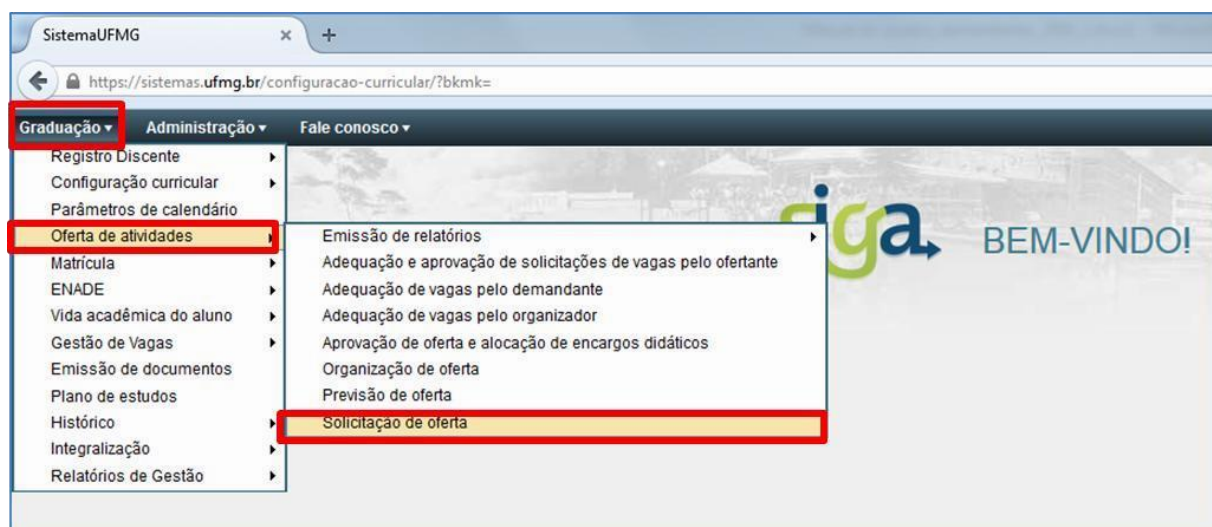 SistemaUFMG
https://sistemas.ufmg.br/configuracao-curricular/?bkmk=
Graduação Administração Fale conosco
Registro Discente
Configuração curricular
Parâmetros de calendário
Oferta de atividades
Matrícula
ENADE
Vida acadêmica do aluno
Gestão de Vagas
Emissão de documentos
Plano de estudos
Histórico
Integralização
Relatórios de Gestão
Emissão de relatórios
Adequação e aprovação de solicitações de vagas pelo ofertante
Adequação de vagas pelo demandante
Adequação de vagas pelo organizador
Aprovação de oferta e alocação de encargos didáticos
Organização de oferta
Previsão de oferta
Solicitação de oferta
siga
BEM-VINDO!